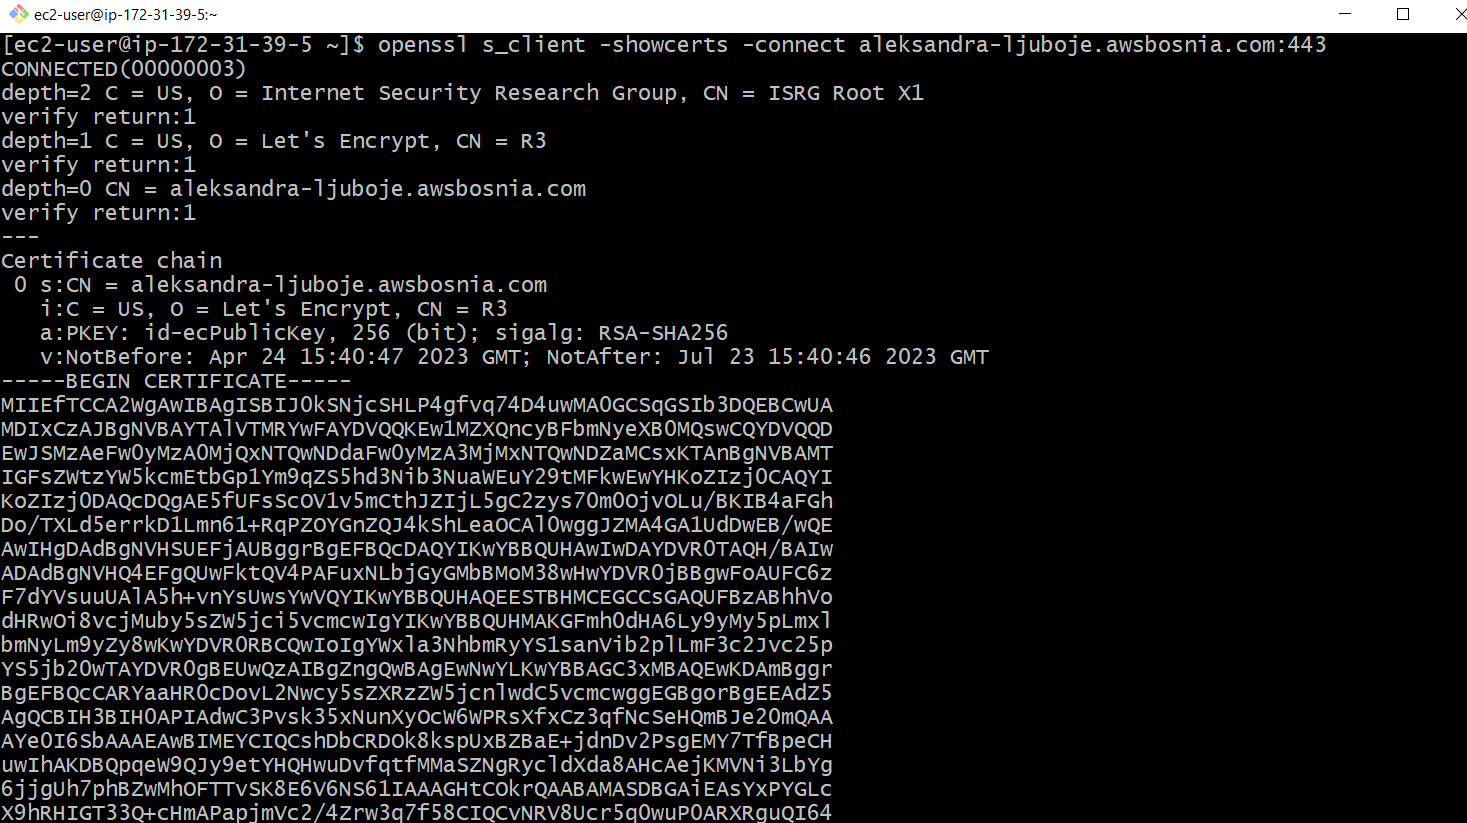 ec2-user@ip-172-31-39-5:~
[ec2-user@ip-172-31-39-5 ~]$ openssl s_client -showcerts -connect aleksandra-ljuboje.awsbosnia.com:443
CONNECTED(00000003)
depth=2 C = US, O = Internet Security Research Group, CN = ISRG Root X1
verify return:1
depth=1 C = US, O = Let's Encrypt, CN = R3
verify return:1
depth=0 CN = aleksandra-ljuboje.awsbosnia.com
verify return:1
---
Certificate chain
 0 s:CN = aleksandra-ljuboje.awsbosnia.com
   i:C = US, O = Let's Encrypt, CN = R3
   a:PKEY: id-ecPublicKey, 256 (bit); sigalg: RSA-SHA256
   v:NotBefore: Apr 24 15:40:47 2023 GMT; NotAfter: Jul 23 15:40:46 2023 GMT
-----BEGIN CERTIFICATE-----
MIIEfTCCA2WgAwIBAgISBIJ0kSNjcSHLP4gfvq74D4uwMA0GCSqGSIb3DQEBCwUA
MDIxCzAJBgNVBAYTAlVTMRYwFAYDVQQKEw1MZXQncyBFbmNyeXB0MQswCQYDVQQD
EwJSMzAeFw0yMzA0MjQxNTQwNDdaFw0yMzA3MjMxNTQwNDZaMCsxKTAnBgNVBAMT
IGFsZWtzYW5kcmEtbGp1Ym9qZS5hd3Nib3NuaWEuY29tMFkwEwYHKoZIzj0CAQYI
KoZIzj0DAQcDQgAE5fUFsScOV1v5mCthJZIjL5gC2zys70m0OjvOLu/BKIB4aFGh
Do/TXLd5errkD1Lmn61+RqPZOYGnZQJ4kShLeaOCAl0wggJZMA4GA1UdDwEB/wQE
AwIHgDAdBgNVHSUEFjAUBggrBgEFBQcDAQYIKwYBBQUHAwIwDAYDVR0TAQH/BAIw
ADAdBgNVHQ4EFgQUwFktQV4PAFuxNLbjGyGMbBMoM38wHwYDVR0jBBgwFoAUFC6z
F7dYVsuuUAlA5h+vnYsUwsYwVQYIKwYBBQUHAQEESTBHMCEGCCsGAQUFBzABhhVo
dHRwOi8vcjMuby5sZW5jci5vcmcwIgYIKwYBBQUHMAKGFmh0dHA6Ly9yMy5pLmxl
bmNyLm9yZy8wKwYDVR0RBCQwIoIgYWxla3NhbmRyYS1sanVib2plLmF3c2Jvc25p
YS5jb20wTAYDVR0gBEUwQzAIBgZngQwBAgEwNwYLKwYBBAGC3xMBAQEwKDAmBggr
BgEFBQcCARYaaHR0cDovL2Nwcy5sZXRzZW5jcnlwdC5vcmcwggEGBgorBgEEAdZ5
AgQCBIH3BIH0APIAdwC3Pvsk35xNunXyOcW6WPRsXfxCz3qfNcSeHQmBJe20mQAA
AYe0I6SbAAAEAwBIMEYCIQCshDbCRDOk8kspUxBZBaE+jdnDv2PsgEMY7TfBpeCH
uwIhAKDBQpqeW9QJy9etYHQHwuDvfqtfMMaSZNgRycldXda8AHcAejKMVNi3LbYg
6jjgUh7phBZwMhOFTTvSK8E6V6NS61IAAAGHtCOkrQAABAMASDBGAiEAsYxPYGLc
X9hRHIGT33Q+cHmAPapjmVc2/4Zrw3q7f58CIQCvNRV8Ucr5q0wuP0ARXRguQI64